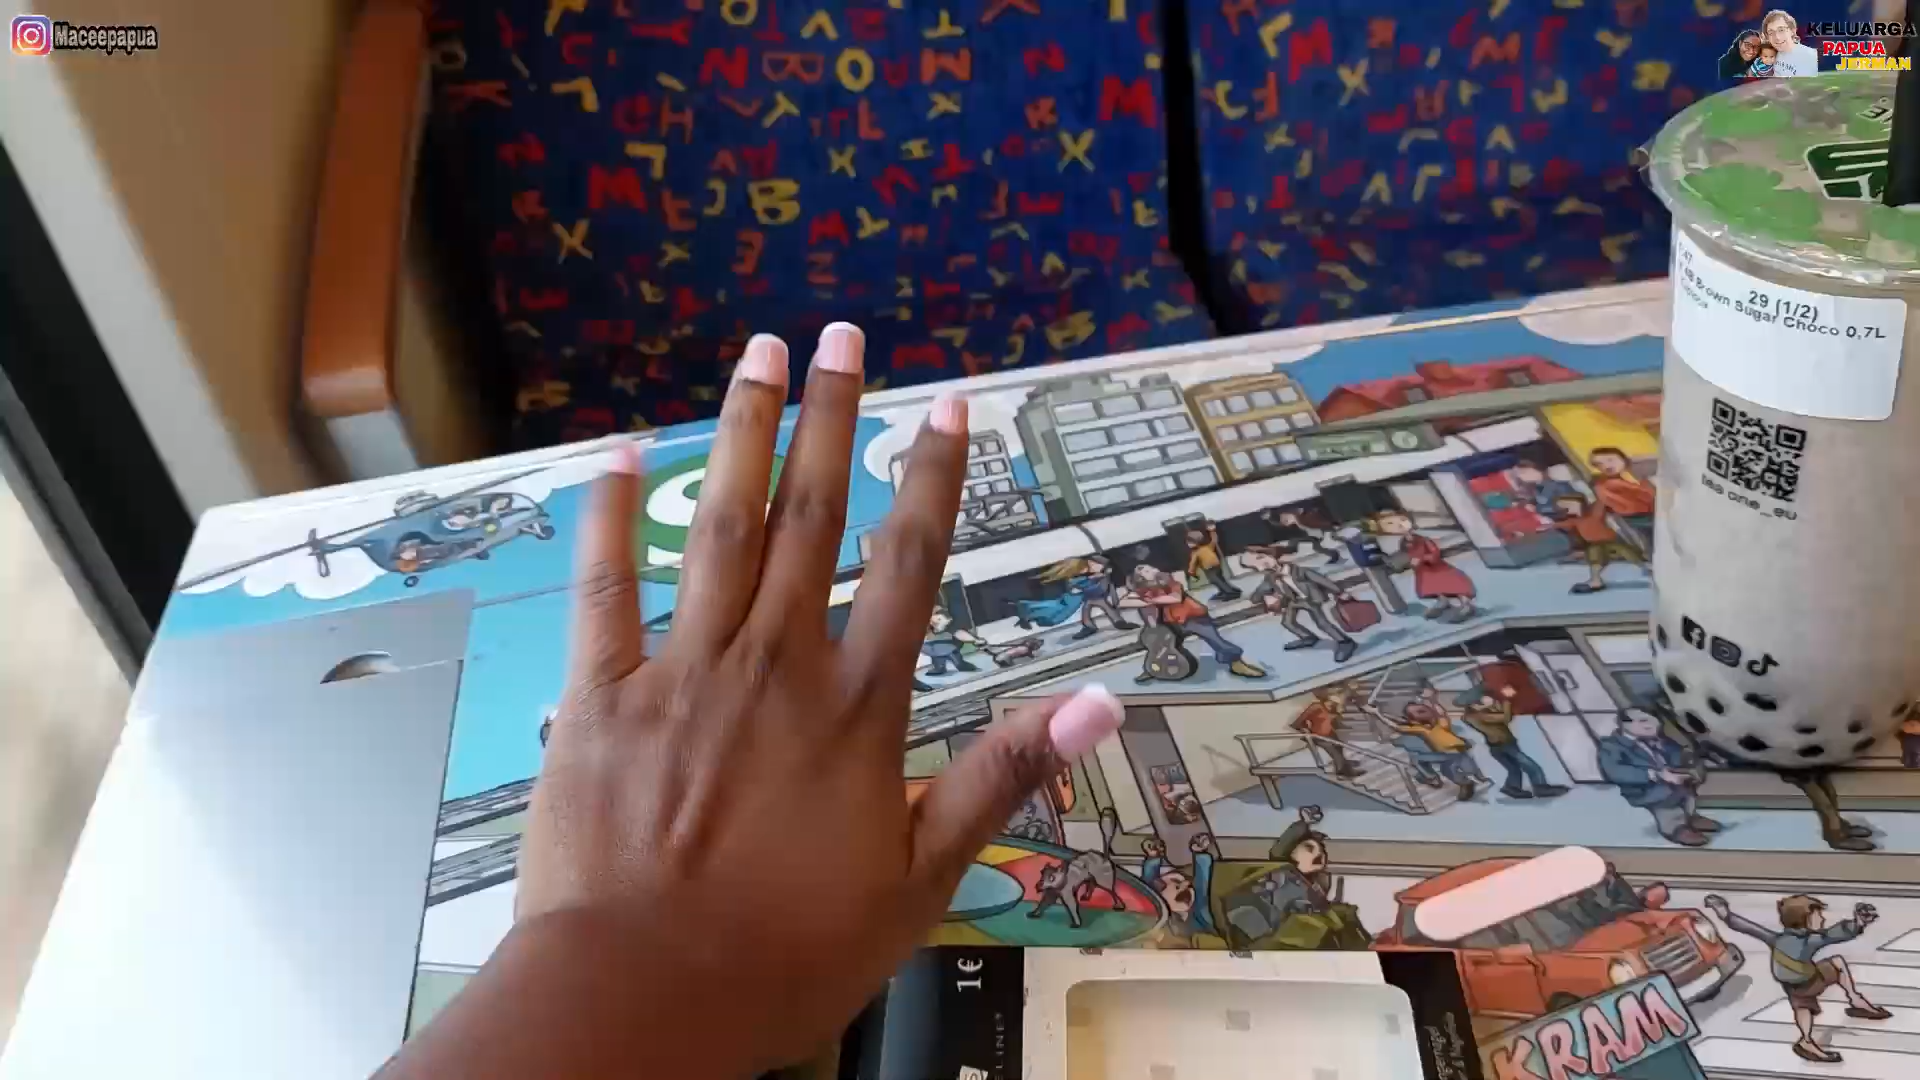 Maceepapua
KELUARGA
PAPUA
JERMAN
29 (1/2)
Brown Sugar Choco 0,7L
tea one_eu
1€
KRAM